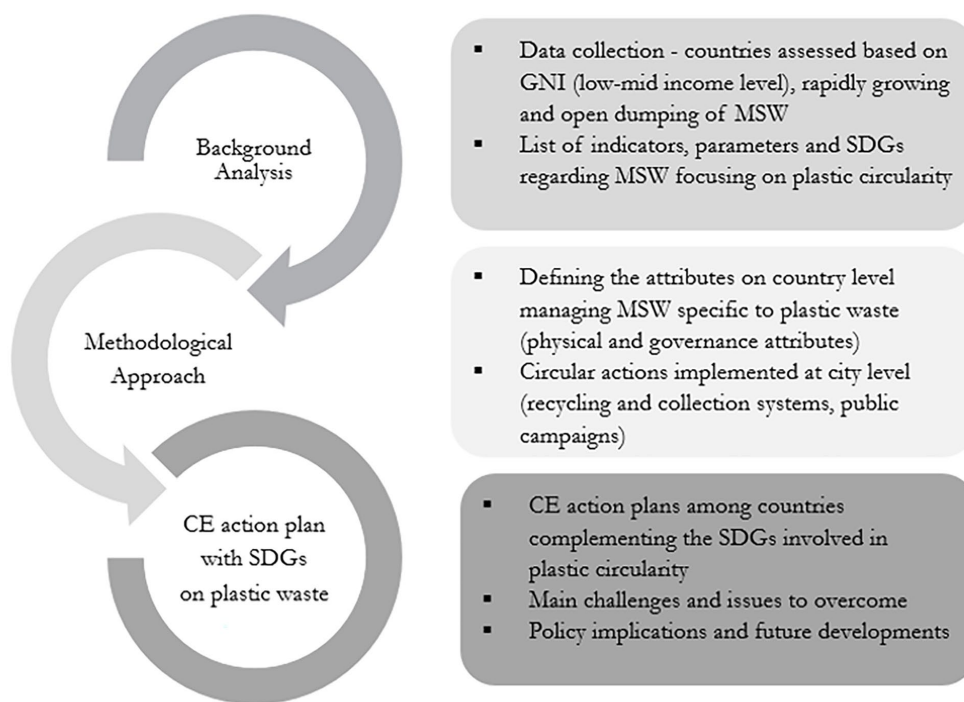 Background
Analysis
▪ Data collection - countries assessed based on
GNI (low-mid income level), rapidly growing
and open dumping of MSW
▪ List of indicators, parameters and SDGs
regarding MSW focusing on plastic circularity
Methodological
Approach
▪ Defining the attributes on country level
managing MSW specific to plastic waste
(physical and governance attributes)
▪ Circular actions implemented at city level
(recycling and collection systems, public
campaigns)
CE action plan
with SDGs
on plastic waste
▪ CE action plans among countries
complementing the SDGs involved in
plastic circularity
▪ Main challenges and issues to overcome
▪ Policy implications and future developments